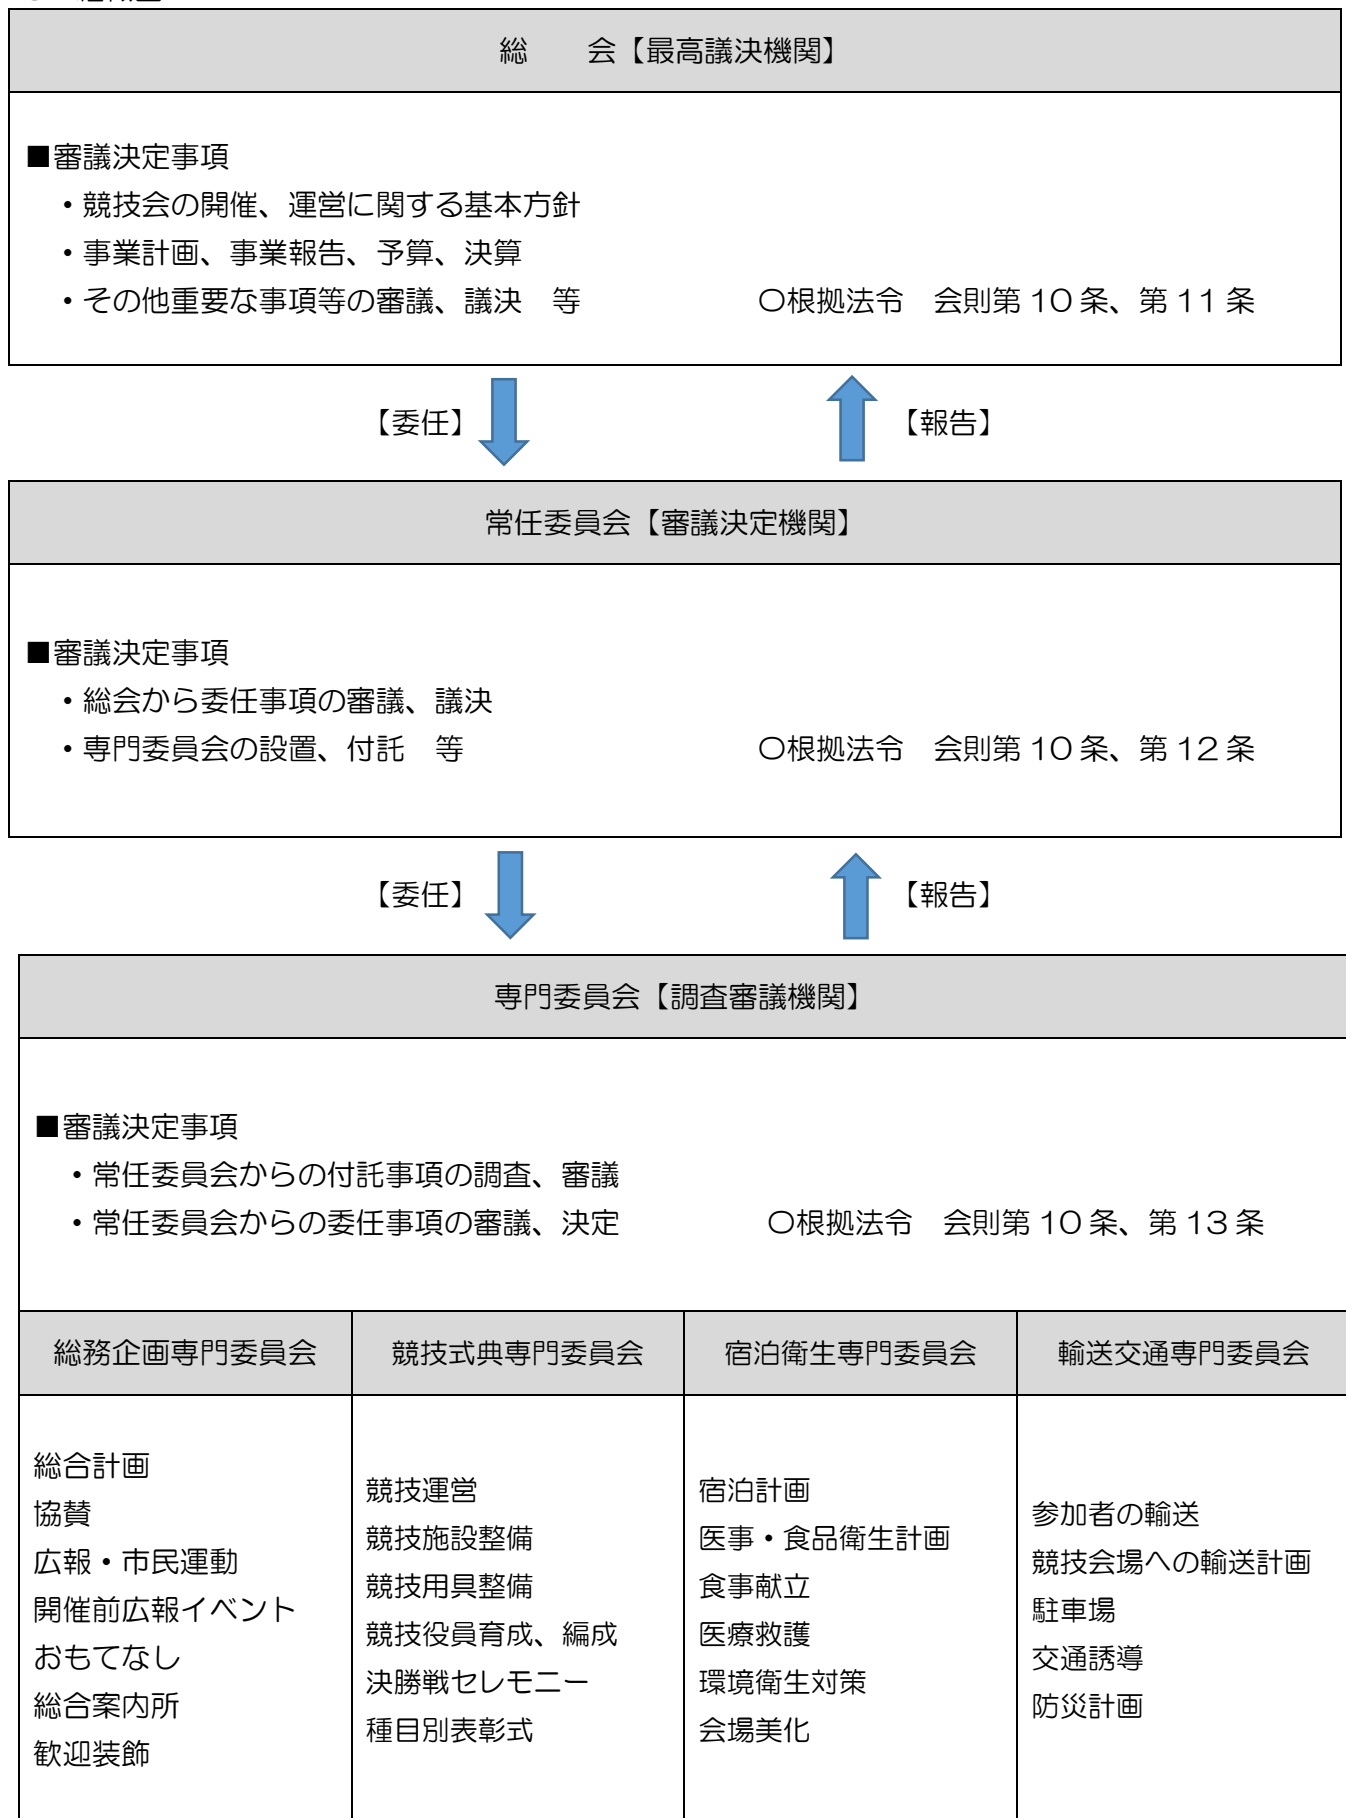 総　　会【最高議決機関】
■審議決定事項
・競技会の開催、運営に関する基本方針
・事業計画、事業報告、予算、決算
・その他重要な事項等の審議、議決　等　　　〇根拠法令　会則第 10 条、第 11 条
【委任】　【報告】
常任委員会【審議決定機関】
■審議決定事項
・総会から委任事項の審議、議決
・専門委員会の設置、付託　等　　　〇根拠法令　会則第 10 条、第 12 条
【委任】　【報告】
専門委員会【調査審議機関】
■審議決定事項
・常任委員会からの付託事項の調査、審議
・常任委員会からの委任事項の審議、決定　　　〇根拠法令　会則第 10 条、第 13 条
総務企画専門委員会
総合計画
協賛
広報・市民運動
開催前広報イベント
おもてなし
総合案内所
歓迎装飾
競技式典専門委員会
競技運営
競技施設整備
競技用具整備
競技役員育成、編成
決勝戦セレモニー
種目別表彰式
宿泊衛生専門委員会
宿泊計画
医事・食品衛生計画
食事献立
医療救護
環境衛生対策
会場美化
輸送交通専門委員会
参加者の輸送
競技会場への輸送計画
駐車場
交通誘導
防災計画